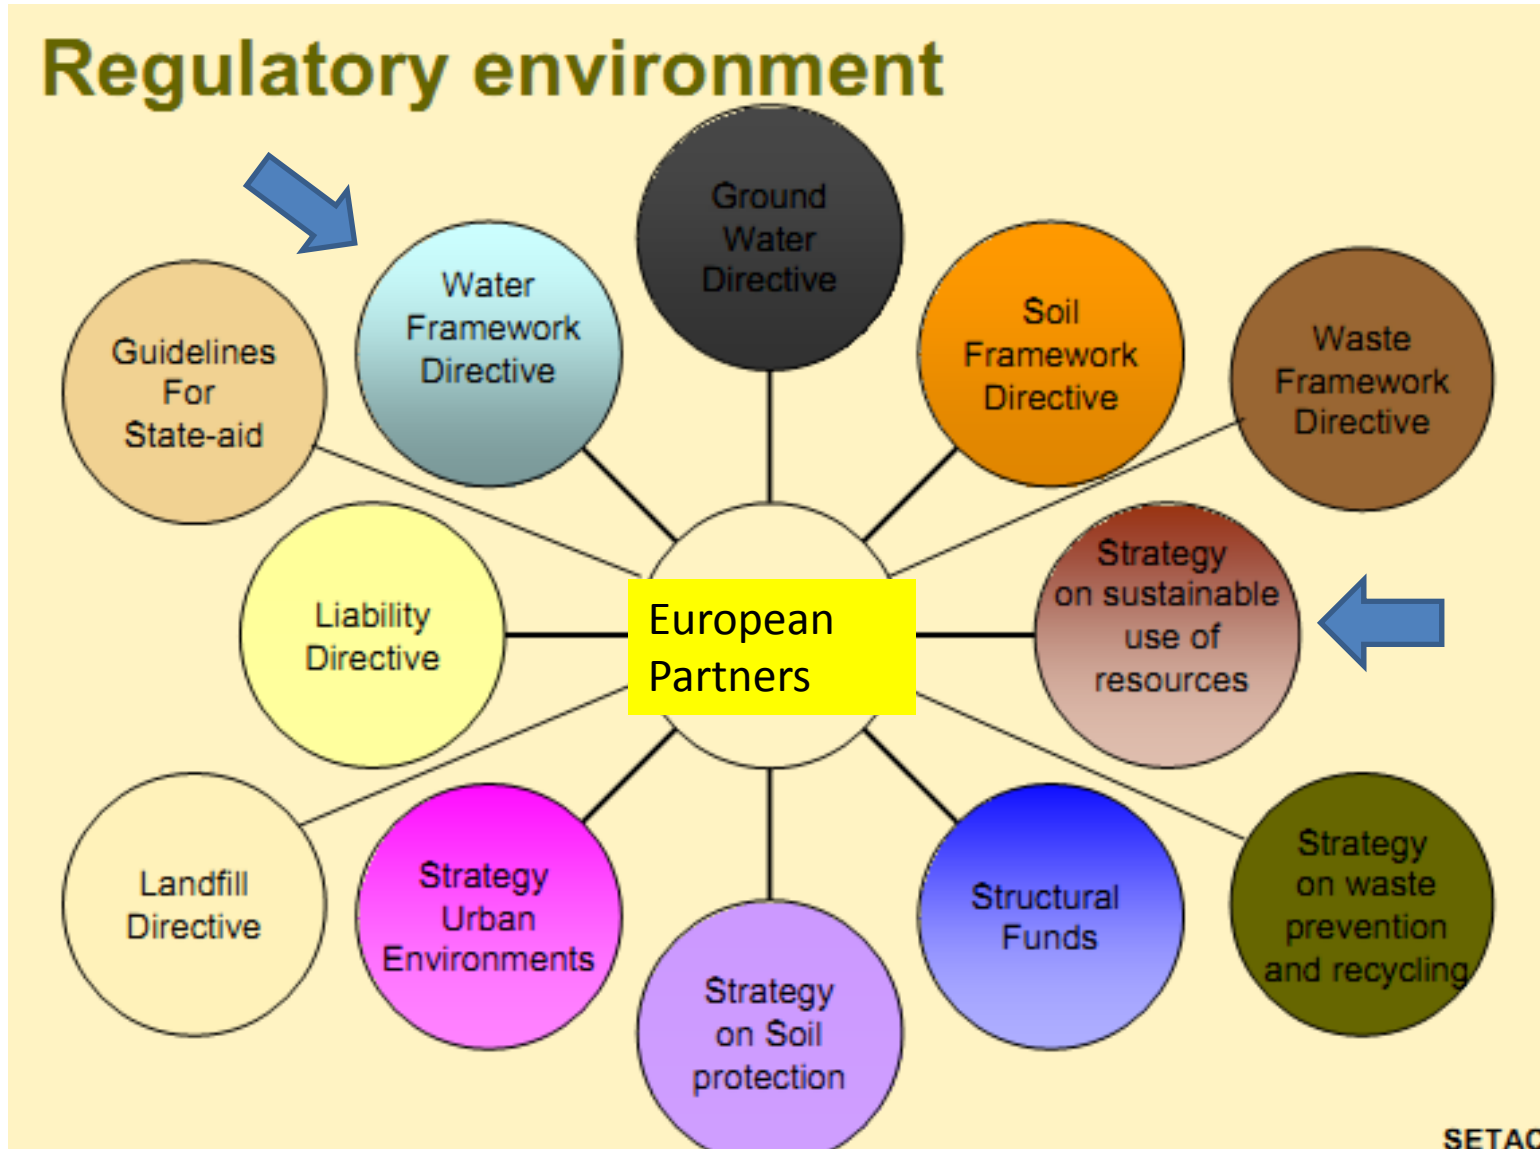 Regulatory environment
Ground
Water
Directive
Water
Framework
Directive
Soil
Framework
Directive
Guidelines
For
State-aid
Waste
Framework
Directive
Liability
Directive
European
Partners
Strategy
on sustainable
use of
resources
Landfill
Directive
Strategy
Urban
Environments
Strategy
on Soil
protection
Structural
Funds
Strategy
on waste
prevention
and recycling
SETAC